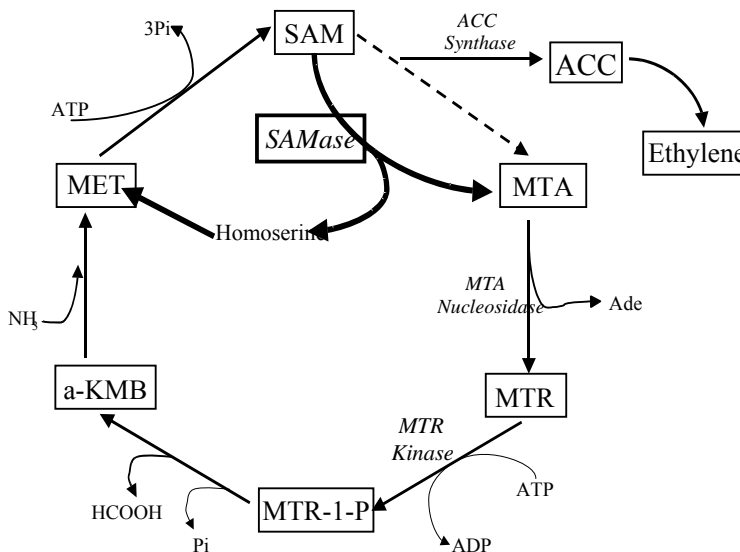 3Pi
SAM
ACC
Synthase
ACC
ATP
SAMase
Ethylene
MET
MTA
Homoserine
MTA
Nucleosidase
Ade
NH3
a-KMB
MTR
MTR
Kinase
ATP
HCOOH
MTR-1-P
Pi
ADP